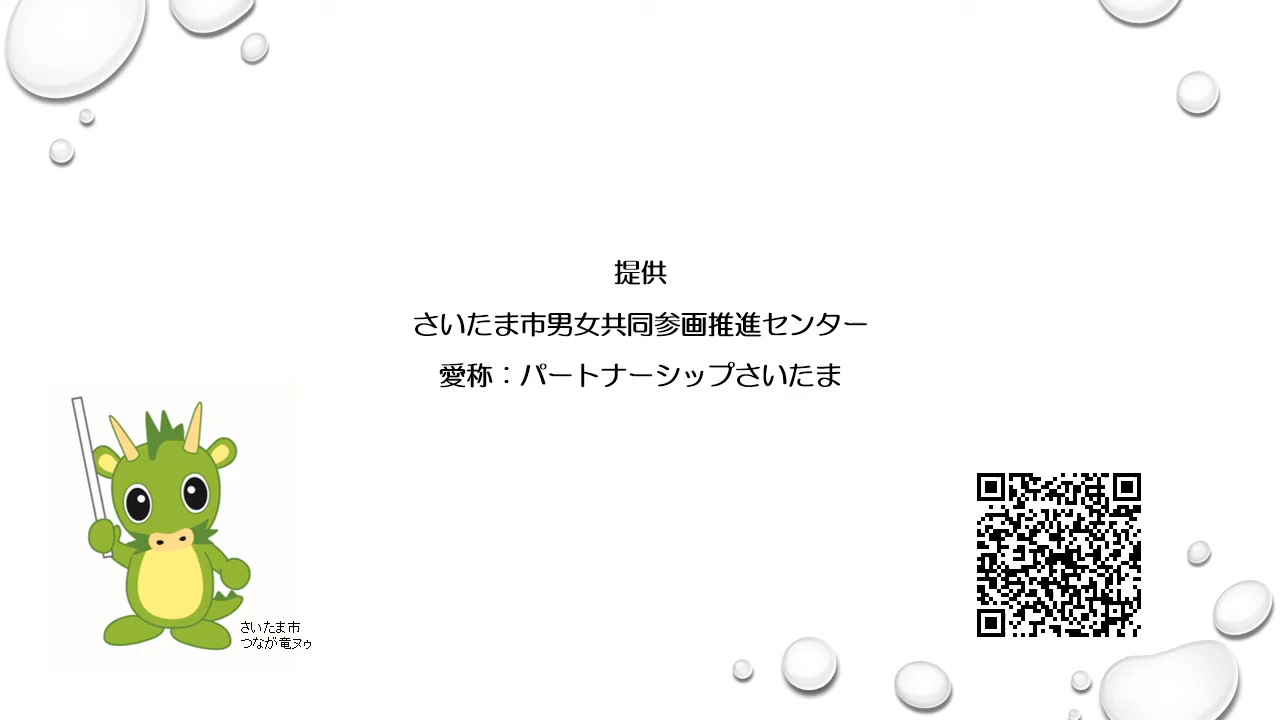 提供
さいたま市男女共同参画推進センター
愛称：パートナーシップさいたま
さいたま市
つなが竜ヌゥ